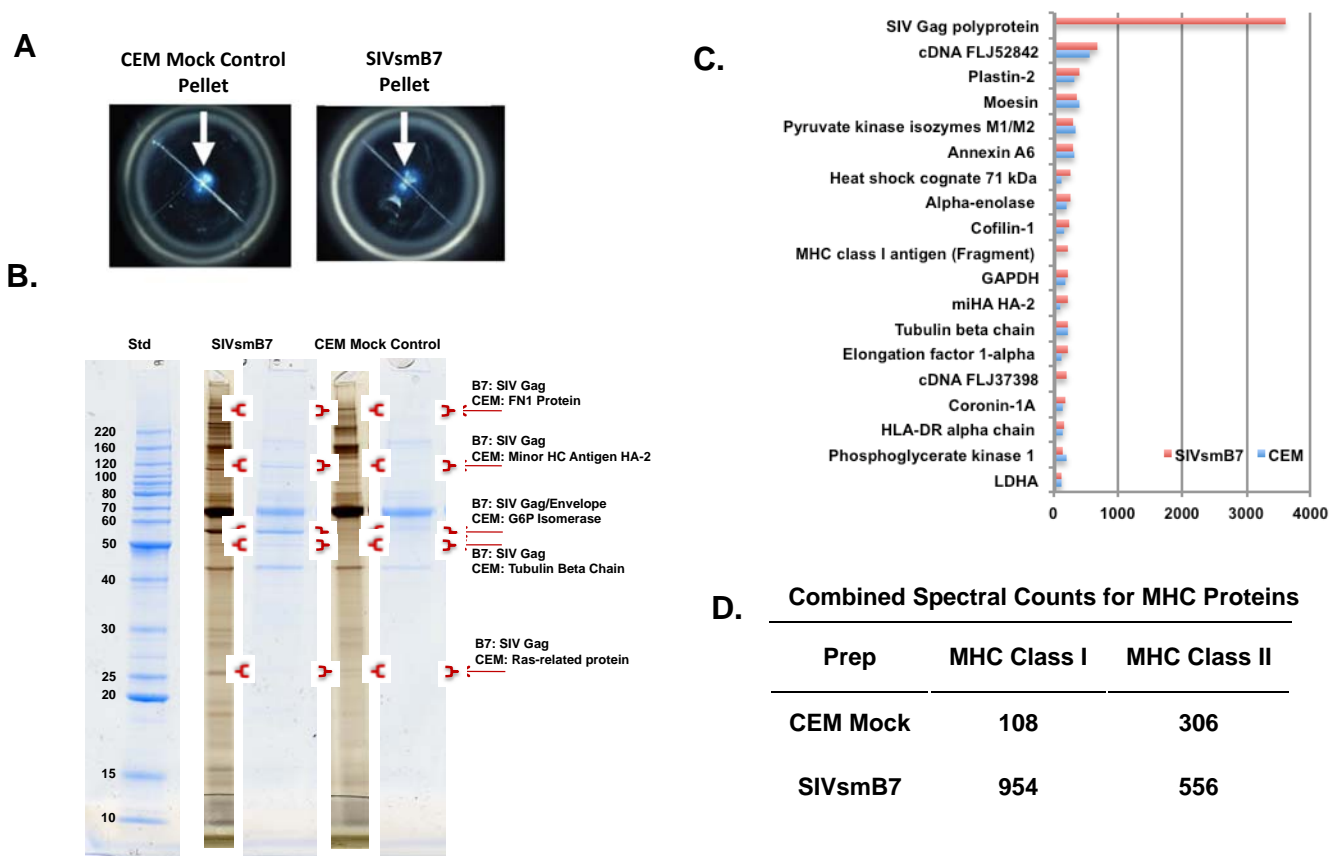 A
CEM Mock Control
Pellet
SIVsmB7
Pellet
B.
Std
SIVsmB7
CEM Mock Control
220
160
120
100
80
70
60
50
40
30
25
20
15
10
B7: SIV Gag
CEM: FN1 Protein
B7: SIV Gag
CEM: Minor HC Antigen HA-2
B7: SIV Gag/Envelope
CEM: G6P Isomerase
B7: SIV Gag
CEM: Tubulin Beta Chain
B7: SIV Gag
CEM: Ras-related protein
C.
SIV Gag polyprotein
cDNA FLJ52842
Plastin-2
Moesin
Pyruvate kinase isozymes M1/M2
Annexin A6
Heat shock cognate 71 kDa
Alpha-enolase
Cofilin-1
MHC class I antigen (Fragment)
GAPDH
miHA HA-2
Tubulin beta chain
Elongation factor 1-alpha
cDNA FLJ37398
Coronin-1A
HLA-DR alpha chain
Phosphoglycerate kinase 1
LDHA
SIVsmB7 CEM
0 1000 2000 3000 4000
D.
Combined Spectral Counts for MHC Proteins
Prep MHC Class I MHC Class II
CEM Mock 108 306
SIVsmB7 954 556